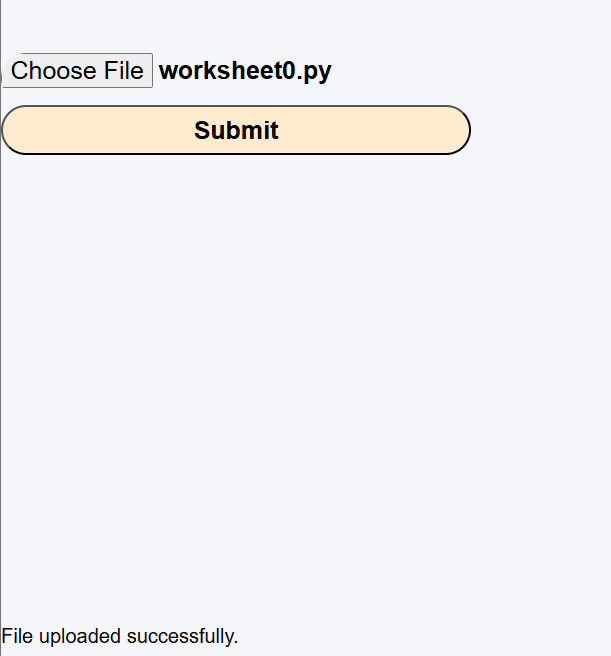 Choose File worksheet0.py
Submit
File uploaded successfully.